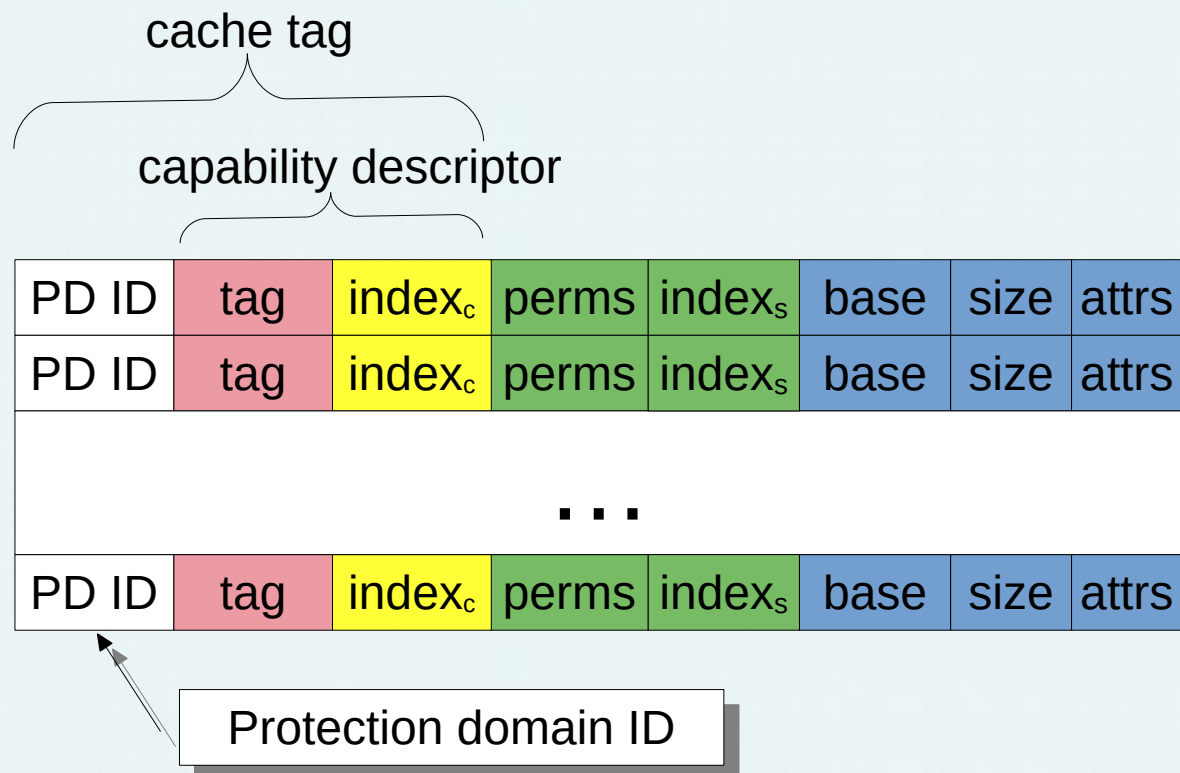 cache tag
capability descriptor
PD ID tag indexc perms indexs base size attrs
PD ID tag indexc perms indexs base size attrs
...
PD ID tag indexc perms indexs base size attrs
Protection domain ID